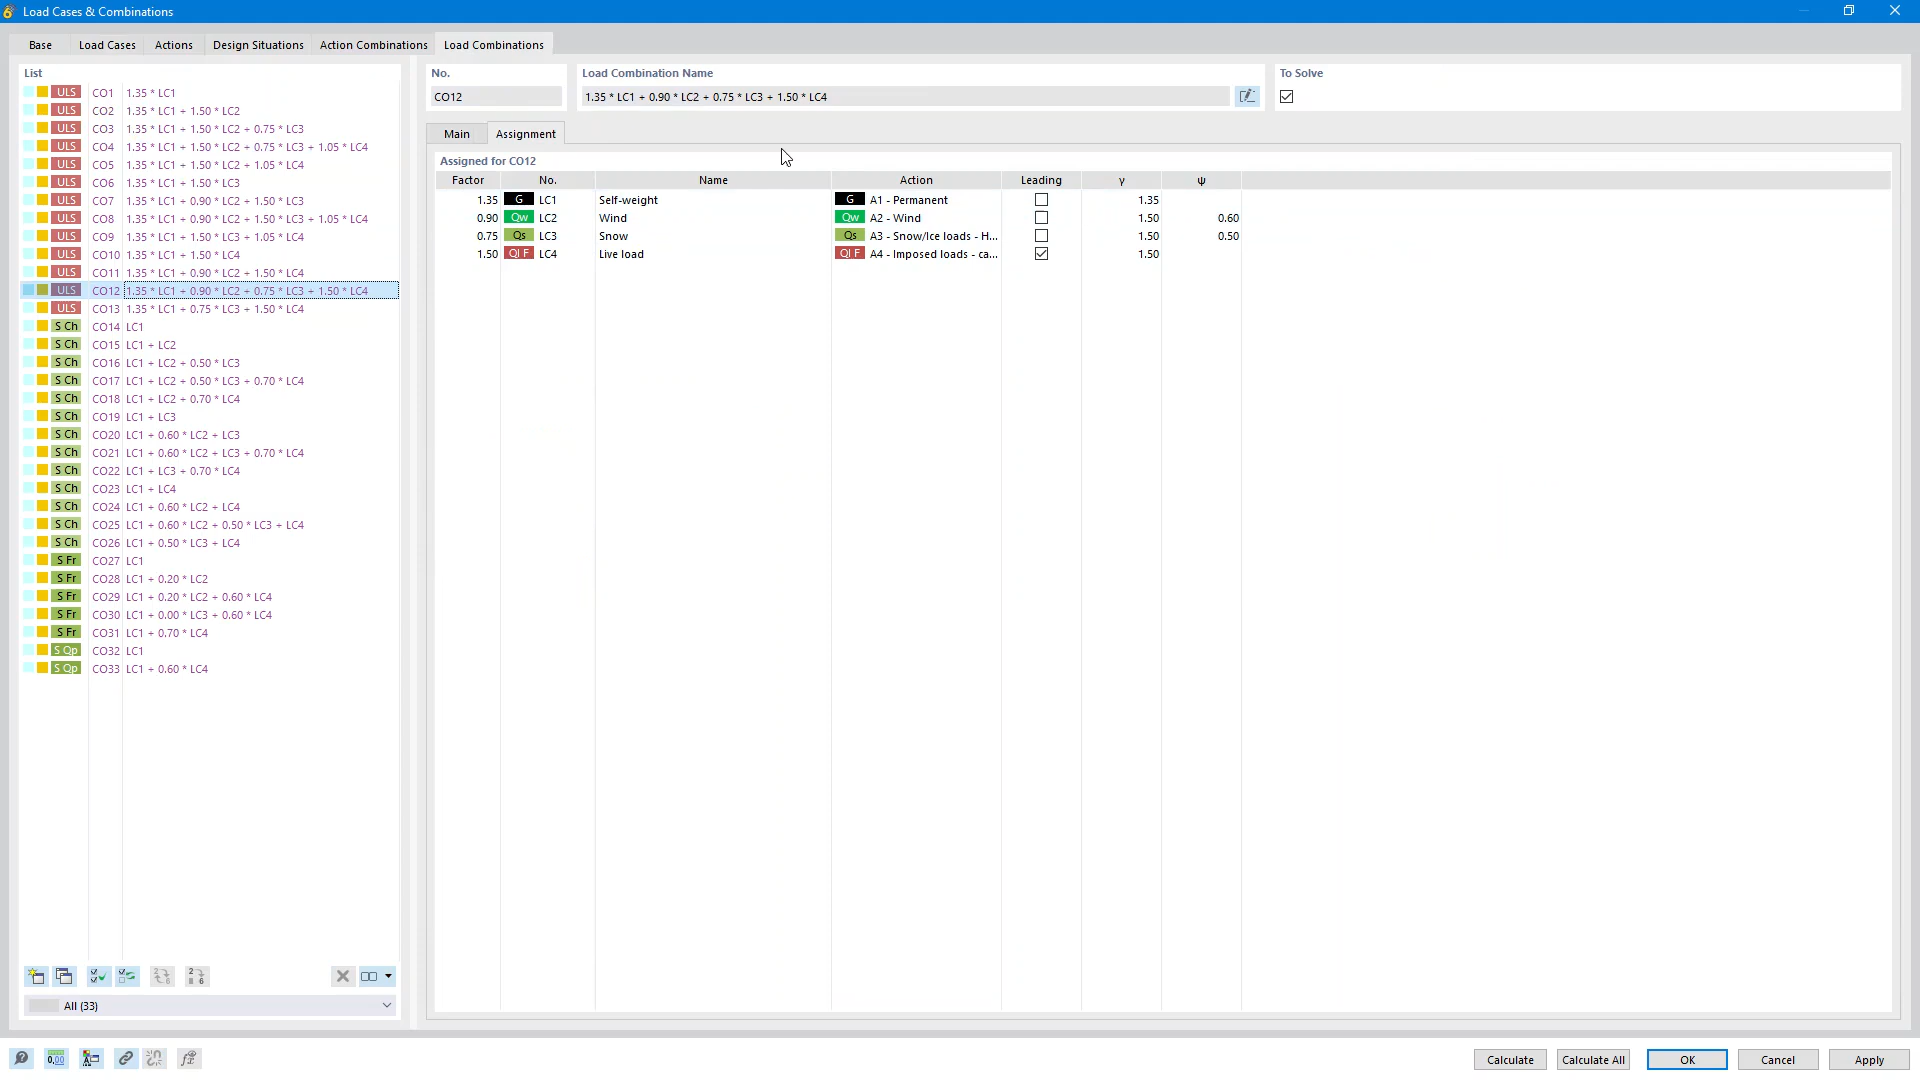 Load Cases & Combinations
Base Load Cases Actions Design Situations Action Combinations Load Combinations
List
ULS CO1 1.35 * LC1
ULS CO2 1.35 * LC1 + 1.50 * LC2
ULS CO3 1.35 * LC1 + 1.50 * LC2 + 0.75 * LC3
ULS CO4 1.35 * LC1 + 1.50 * LC2 + 0.75 * LC3 + 1.05 * LC4
ULS CO5 1.35 * LC1 + 1.50 * LC2 + 1.05 * LC4
ULS CO6 1.35 * LC1 + 1.50 * LC3
ULS CO7 1.35 * LC1 + 0.90 * LC2 + 1.50 * LC3
ULS CO8 1.35 * LC1 + 0.90 * LC2 + 1.50 * LC3 + 1.05 * LC4
ULS CO9 1.35 * LC1 + 1.50 * LC3 + 1.05 * LC4
ULS CO10 1.35 * LC1 + 1.50 * LC4
ULS CO11 1.35 * LC1 + 0.90 * LC2 + 1.50 * LC4
ULS CO12 1.35 * LC1 + 0.90 * LC2 + 0.75 * LC3 + 1.50 * LC4
ULS CO13 1.35 * LC1 + 0.75 * LC3 + 1.50 * LC4
S Ch CO14 LC1
S Ch CO15 LC1 + LC2
S Ch CO16 LC1 + LC2 + 0.50 * LC3
S Ch CO17 LC1 + LC2 + 0.50 * LC3 + 0.70 * LC4
S Ch CO18 LC1 + LC2 + 0.70 * LC4
S Ch CO19 LC1 + LC3
S Ch CO20 LC1 + 0.60 * LC2 + LC3
S Ch CO21 LC1 + 0.60 * LC2 + LC3 + 0.70 * LC4
S Ch CO22 LC1 + LC3 + 0.70 * LC4
S Ch CO23 LC1 + LC4
S Ch CO24 LC1 + 0.60 * LC2 + LC4
S Ch CO25 LC1 + 0.60 * LC2 + 0.50 * LC3 + LC4
S Ch CO26 LC1 + 0.50 * LC3 + LC4
S Fr CO27 LC1
S Fr CO28 LC1 + 0.20 * LC2
S Fr CO29 LC1 + 0.20 * LC2 + 0.60 * LC4
S Fr CO30 LC1 + 0.00 * LC3 + 0.60 * LC4
S Fr CO31 LC1 + 0.70 * LC4
S Qp CO32 LC1
S Qp CO33 LC1 + 0.60 * LC4
All (33)
No.
CO12
Load Combination Name
1.35 * LC1 + 0.90 * LC2 + 0.75 * LC3 + 1.50 * LC4
To Solve
Main Assignment
Assigned for CO12
Factor No. Name Action Leading γ ψ
1.35 G LC1 Self-weight G A1 - Permanent 1.35
0.90 Qw LC2 Wind Qw A2 - Wind 1.50 0.60
0.75 Qs LC3 Snow Qs A3 - Snow/Ice loads - H... 1.50 0.50
1.50 QI F LC4 Live load QI F A4 - Imposed loads - ca... 1.50
Calculate Calculate All OK Cancel Apply